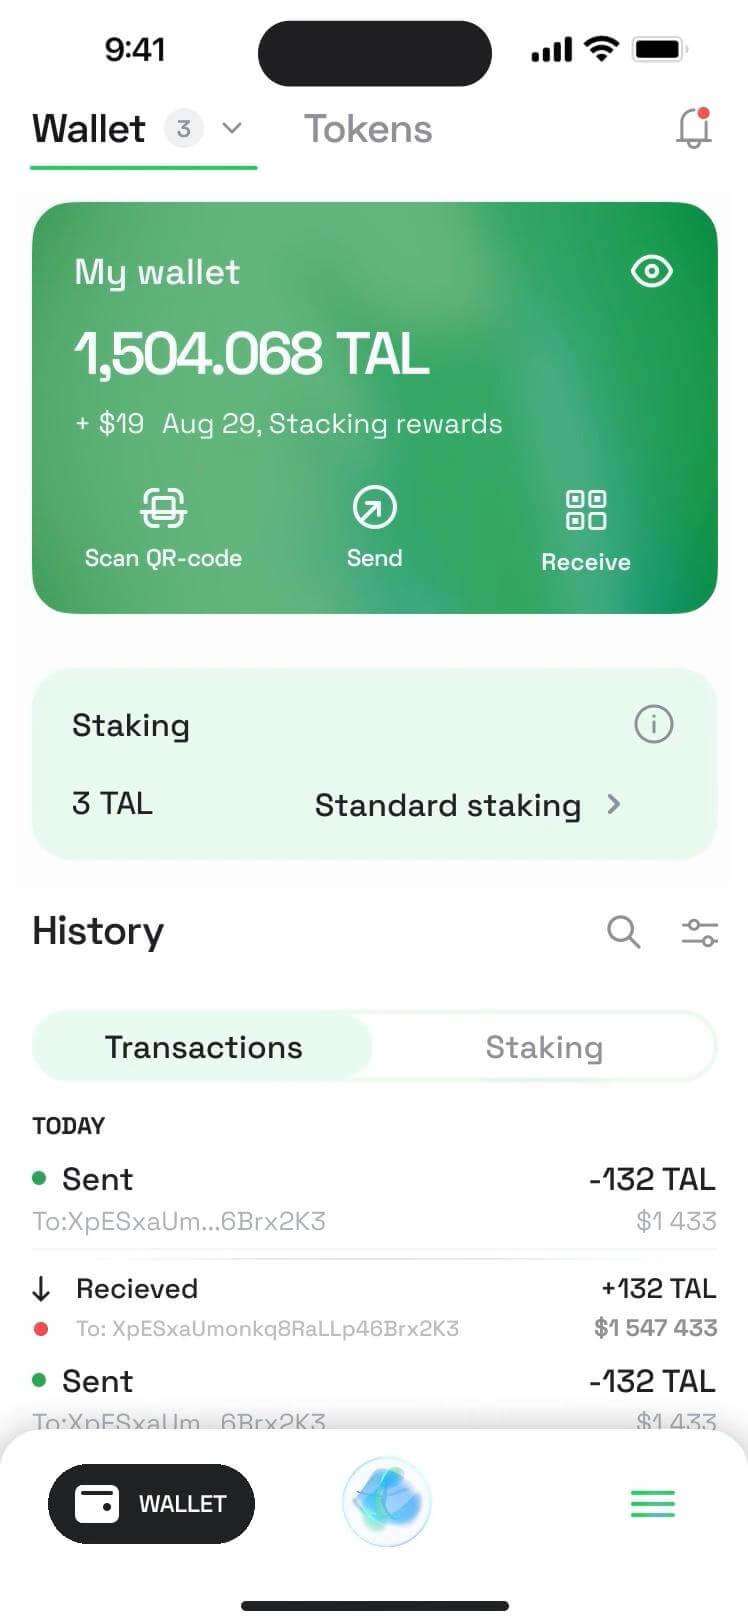 9:41
Wallet 3 Tokens
My wallet
1,504.068 TAL
+ $19 Aug 29, Stacking rewards
Scan QR-code Send Receive
Staking
3 TAL Standard staking
History
Transactions Staking
TODAY
Sent -132 TAL
To:XpESxaUm...6Brx2K3 $1 433
Recieved +132 TAL
To: XpESxaUmonkq8RaLLp46Brx2K3 $1 547 433
Sent -132 TAL
To:XpESxaUm...6Brx2K3 $1 433
WALLET